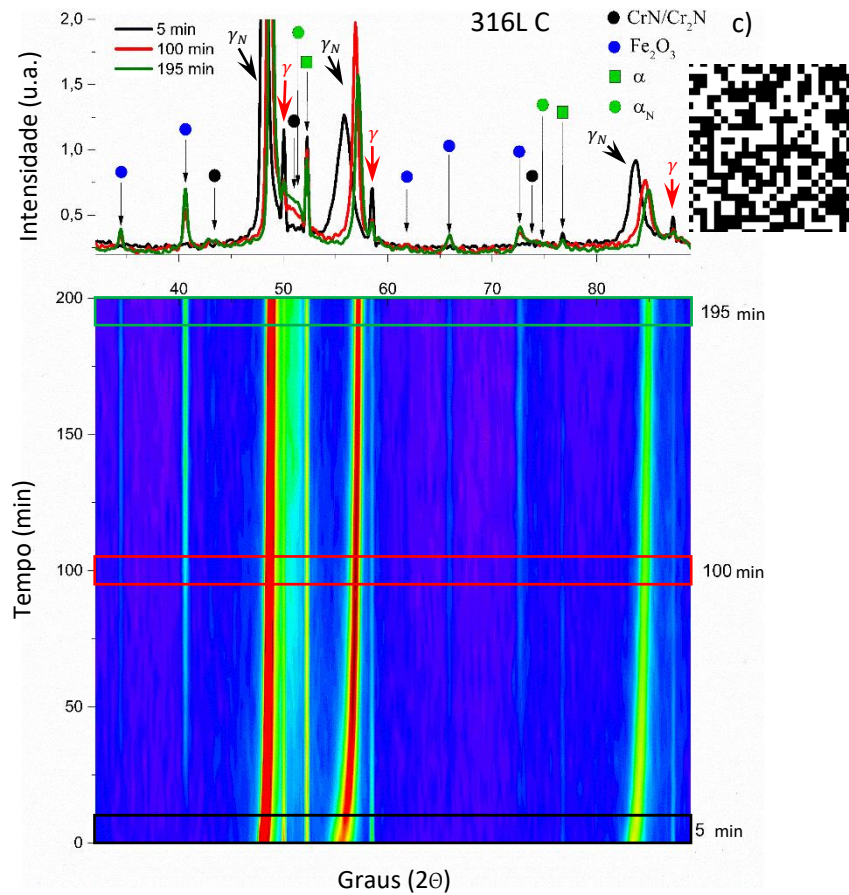 316L C
c)
5 min
100 min
195 min
γN
γ
γN
γ
γN
γ
CrN/Cr2N
Fe2O3
α
αN
Intensidade (u.a.)
2,0
1,5
1,0
0,5
40 50 60 70 80
200
150
100
50
0
Tempo (min)
195 min
100 min
5 min
Graus (2θ)